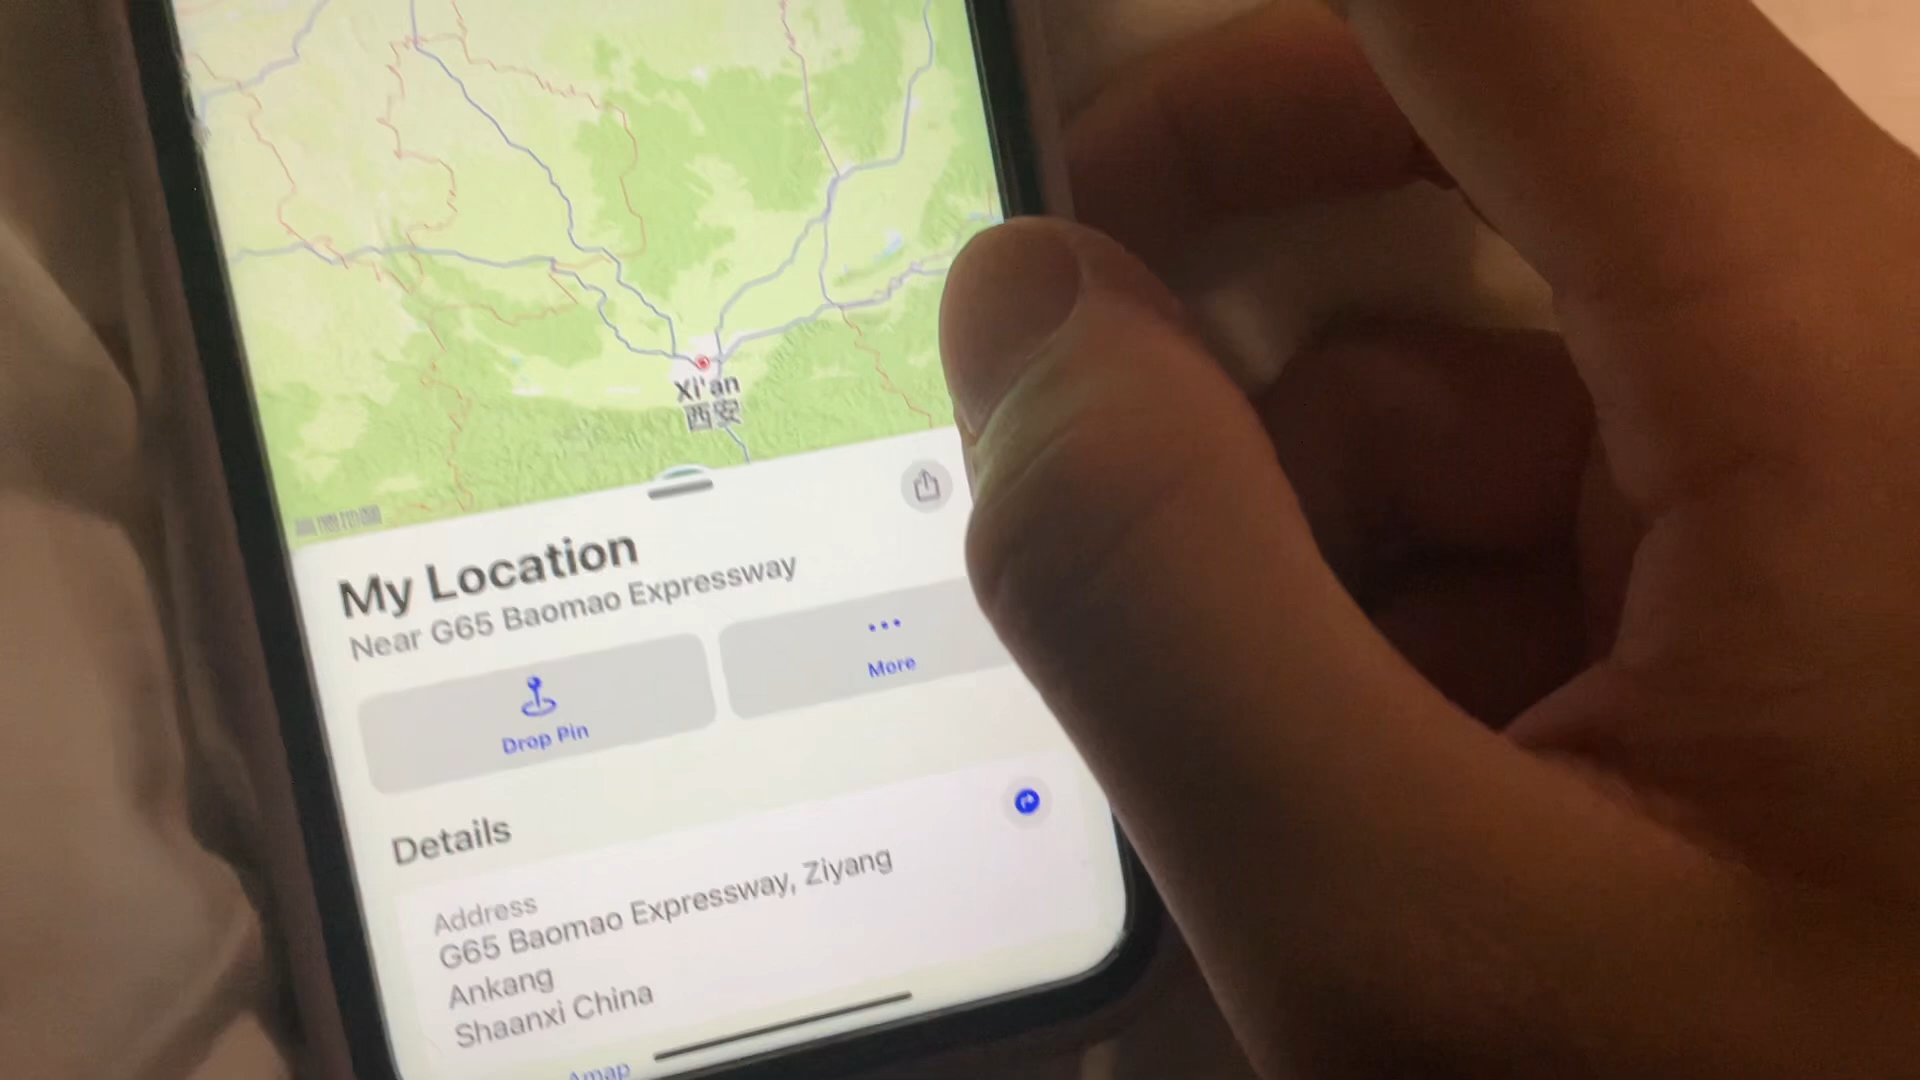 Xi'an
西安
My Location
Near G65 Baomao Expressway
Drop Pin
More
Details
Address
G65 Baomao Expressway, Ziyang
Ankang
Shaanxi China
Amap